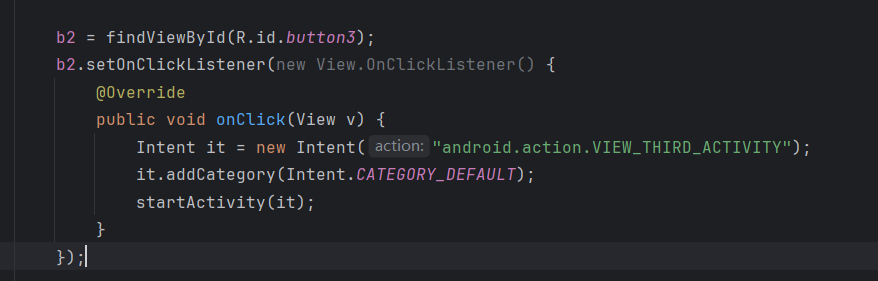 b2 = findViewById(R.id.button3);
b2.setOnClickListener(new View.OnClickListener() {
    @Override
    public void onClick(View v) {
        Intent it = new Intent( action: "android.action.VIEW_THIRD_ACTIVITY");
        it.addCategory(Intent.CATEGORY_DEFAULT);
        startActivity(it);
    }
});